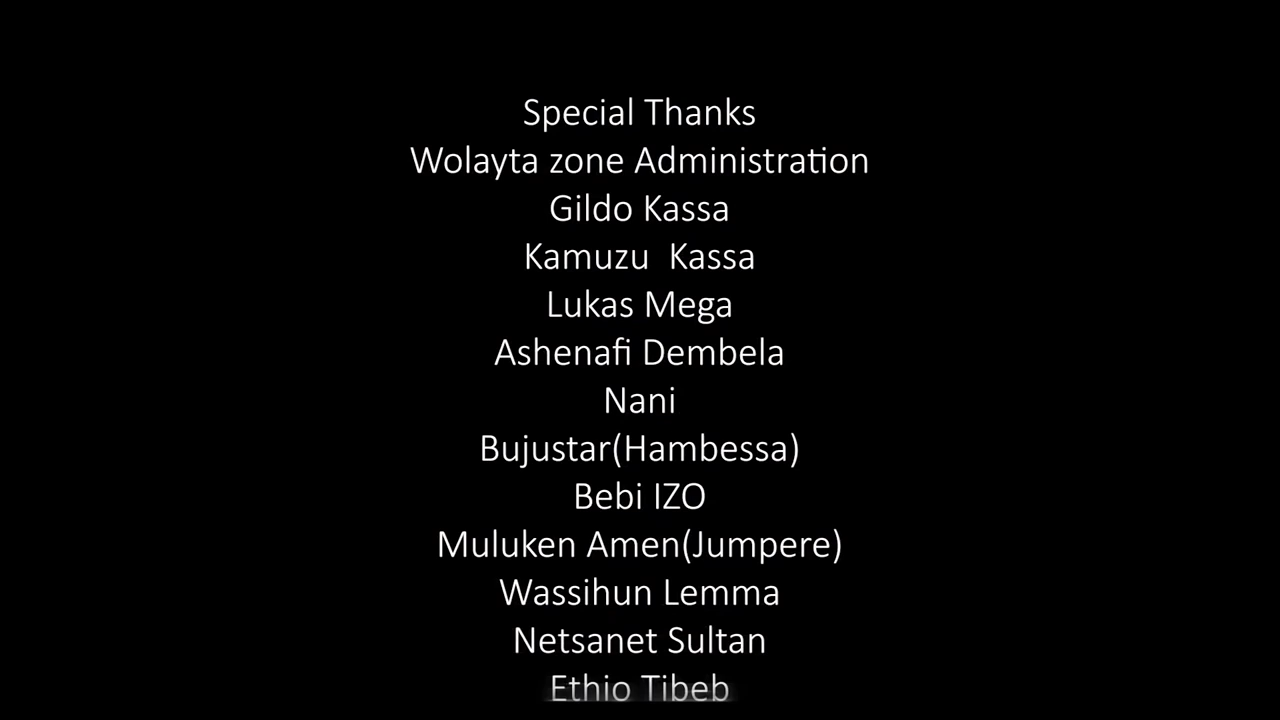 Special Thanks
Wolayta zone Administration
Gildo Kassa
Kamuzu  Kassa
Lukas Mega
Ashenafi Dembela
Nani
Bujustar(Hambessa)
Bebi IZO
Muluken Amen(Jumpere)
Wassihun Lemma
Netsanet Sultan
Ethio Tibeb